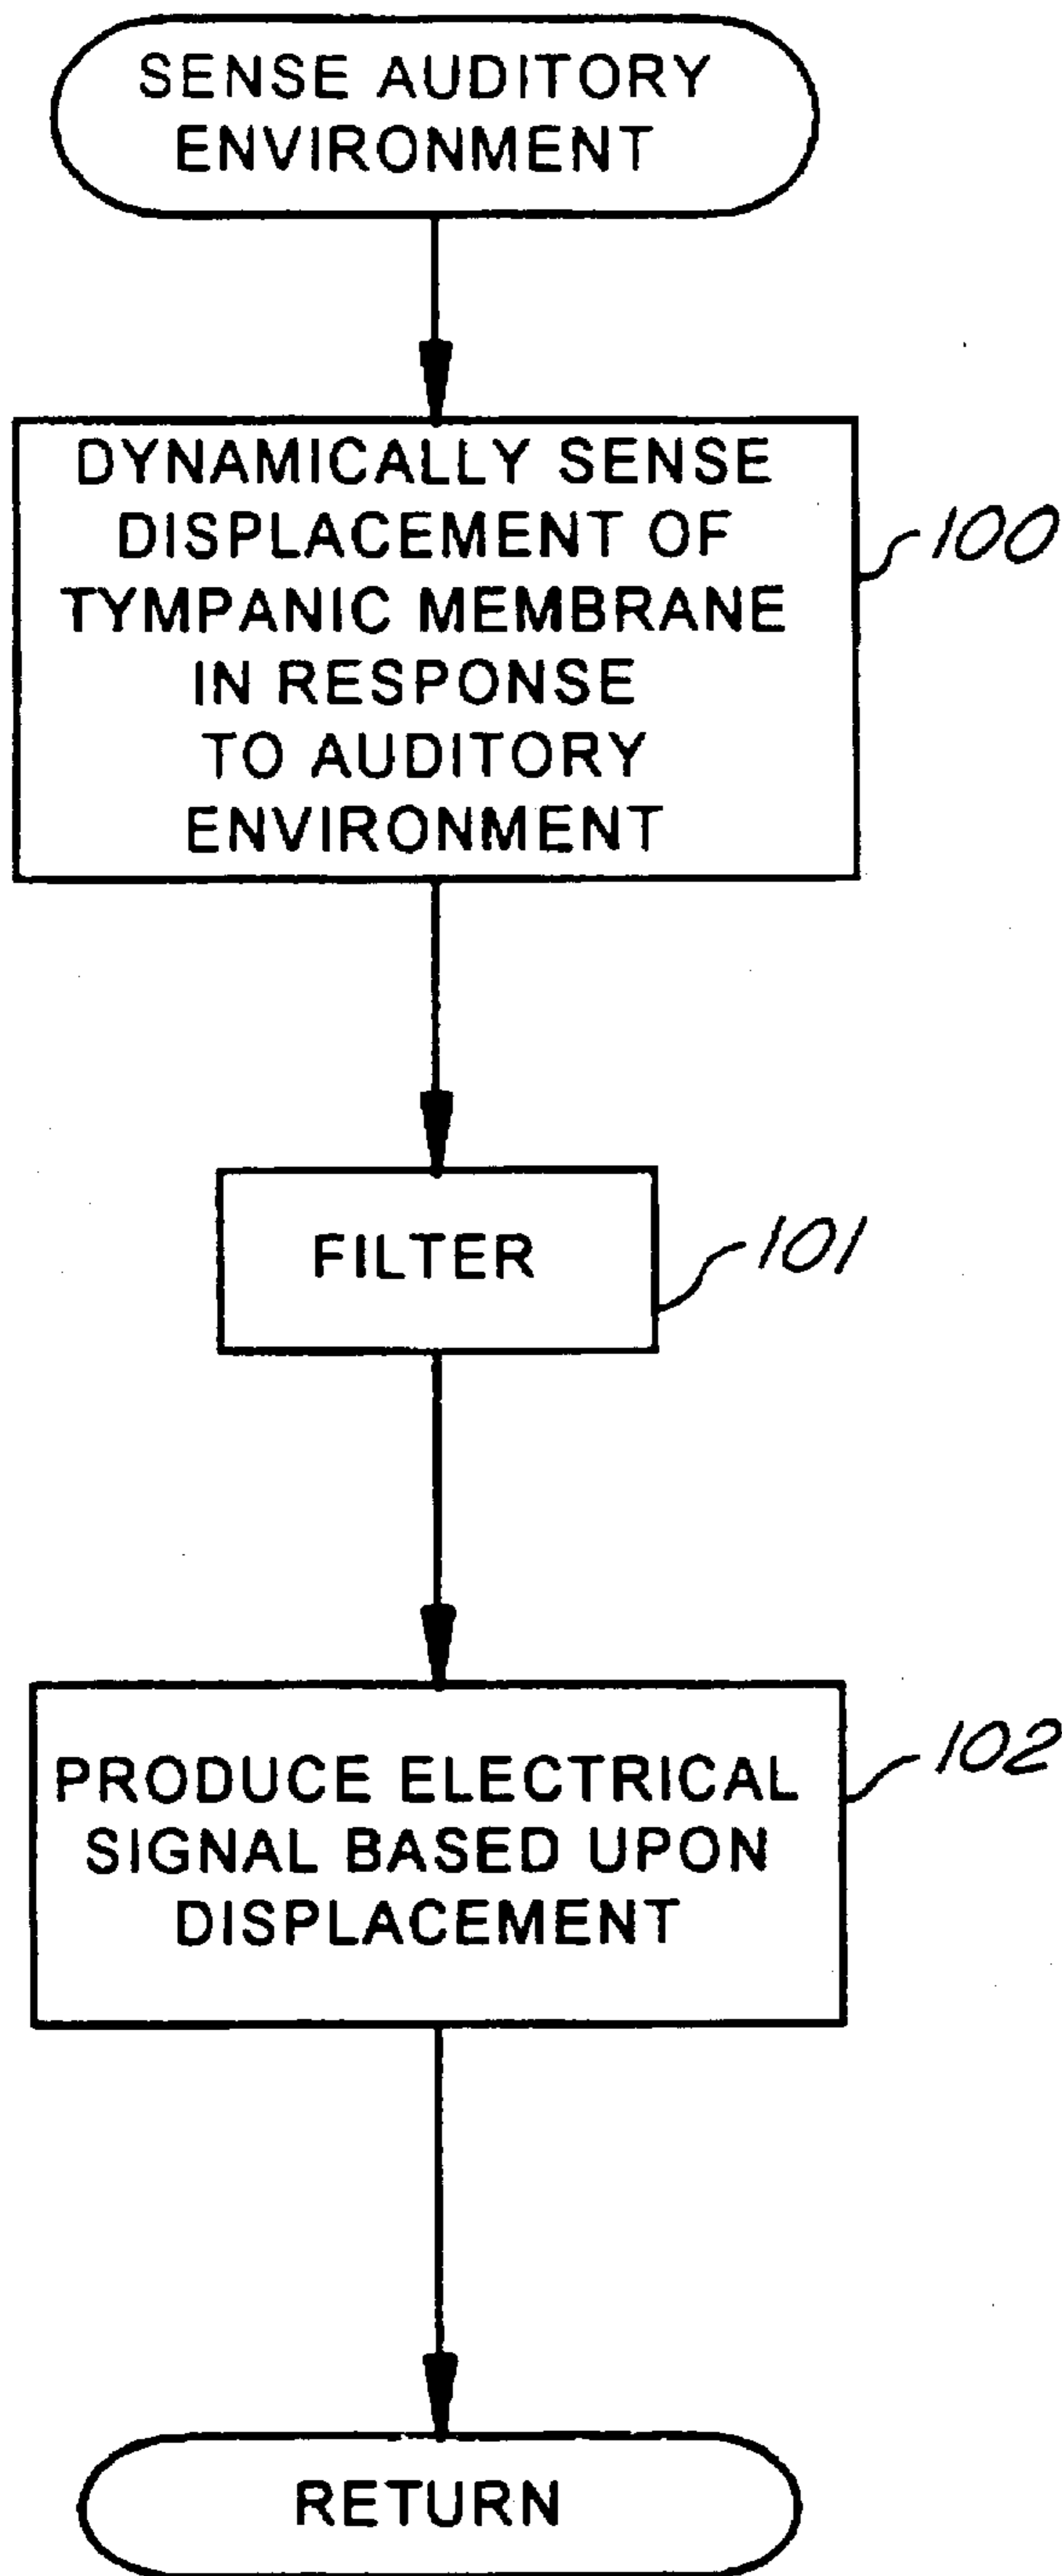 SENSE AUDITORY
ENVIRONMENT
DYNAMICALLY SENSE
DISPLACEMENT OF
TYMPANIC MEMBRANE
IN RESPONSE
TO AUDITORY
ENVIRONMENT
100
FILTER
101
PRODUCE ELECTRICAL
SIGNAL BASED UPON
DISPLACEMENT
102
RETURN